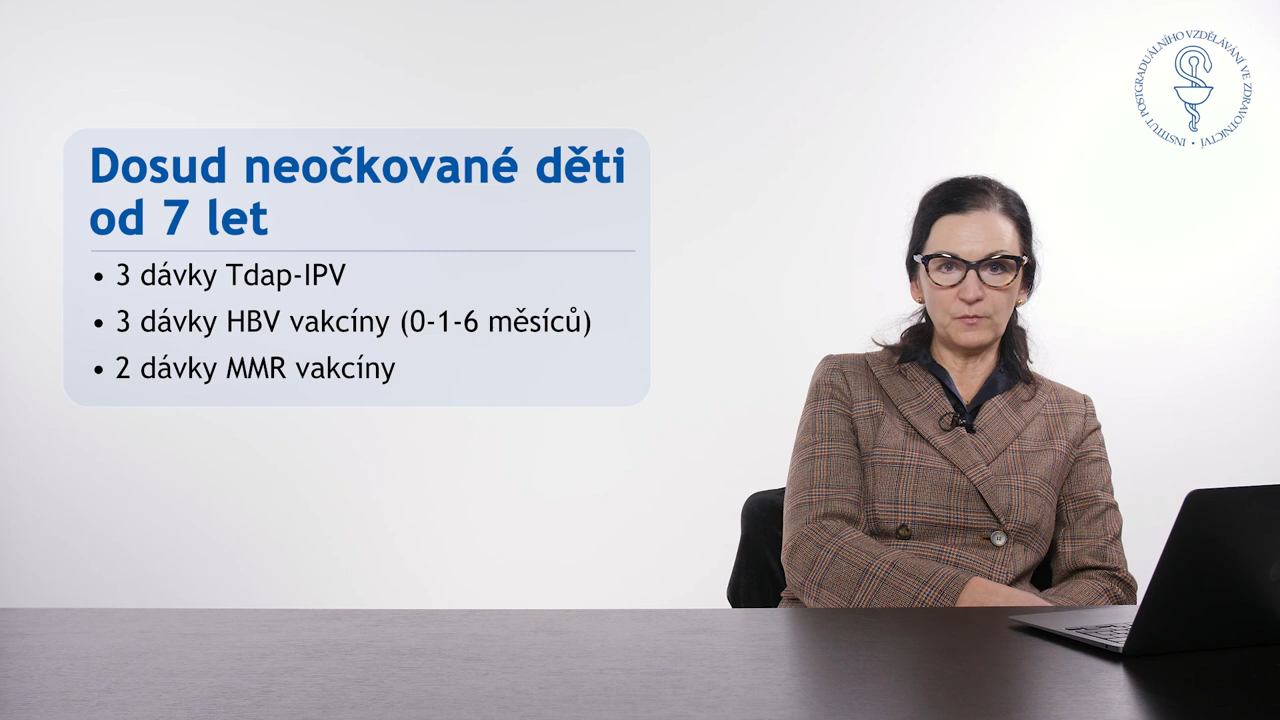 Dosud neočkované děti
od 7 let
• 3 dávky Tdap-IPV
• 3 dávky HBV vakcíny (0-1-6 měsíců)
• 2 dávky MMR vakcíny
INSTITUT POSTGRADUÁLNÍHO VZDĚLÁVÁNÍ VE ZDRAVOTNICTVÍ •